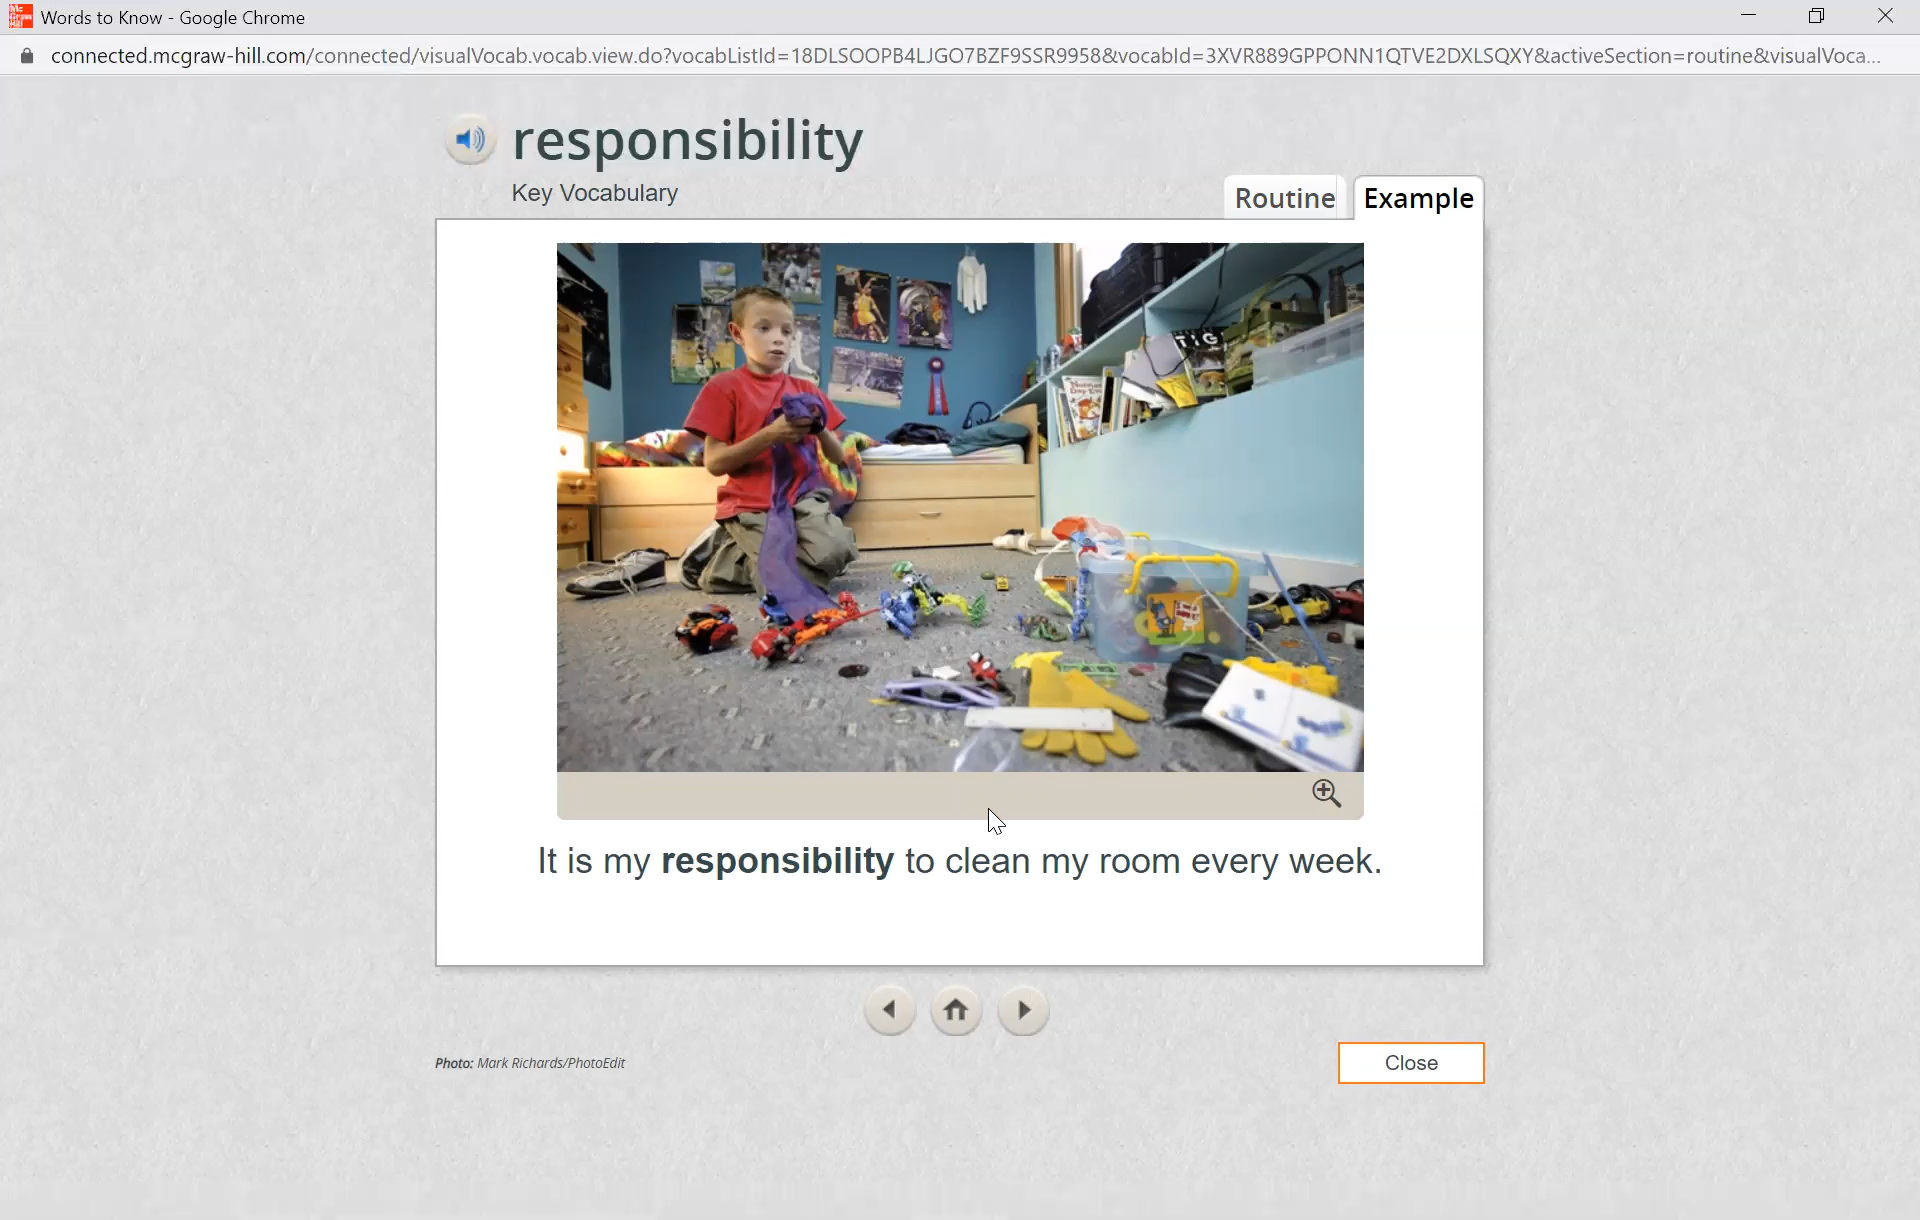 Words to Know - Google Chrome
connected.mcgraw-hill.com/connected/visualVocab.vocab.view.do?vocabListId=18DLSOOPB4LJGO7BZF9SSR9958&vocabId=3XVR889GPPONN1QTVE2DXLSQXY&activeSection=routine&visualVoca...
responsibility
Key Vocabulary
Routine
Example
TIG
It is my responsibility to clean my room every week.
Photo: Mark Richards/PhotoEdit
Close